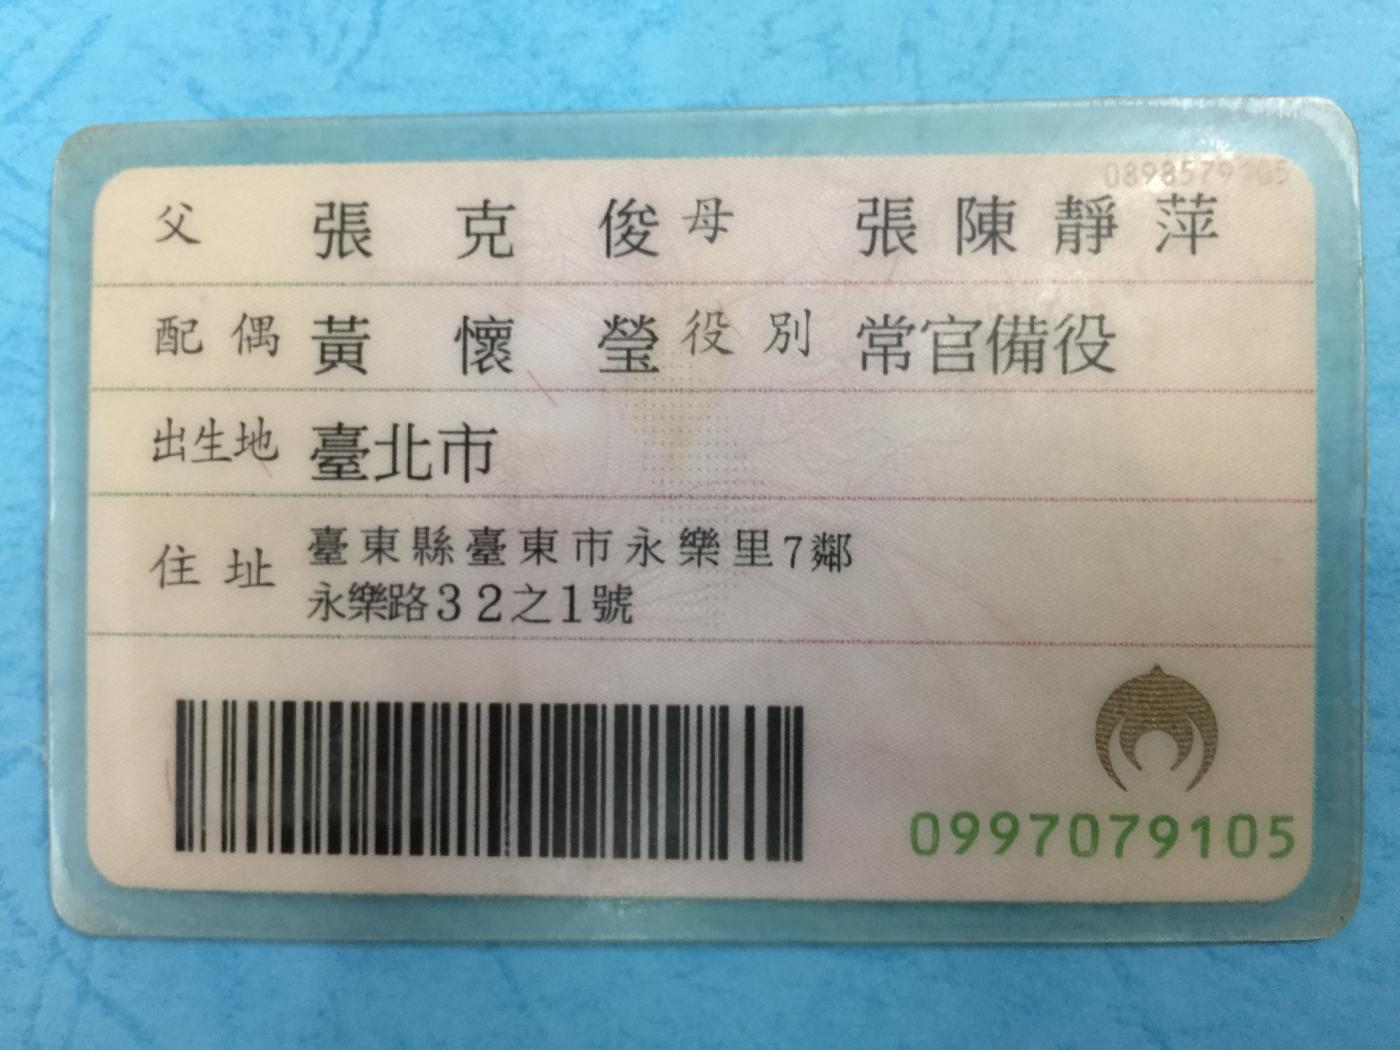 0898579105
父 張克俊 母 張陳靜萍
配偶 黃懷瑩 役別 常官備役
出生地 臺北市
住址 臺東縣臺東市永樂里7鄰
永樂路32之1號
0997079105